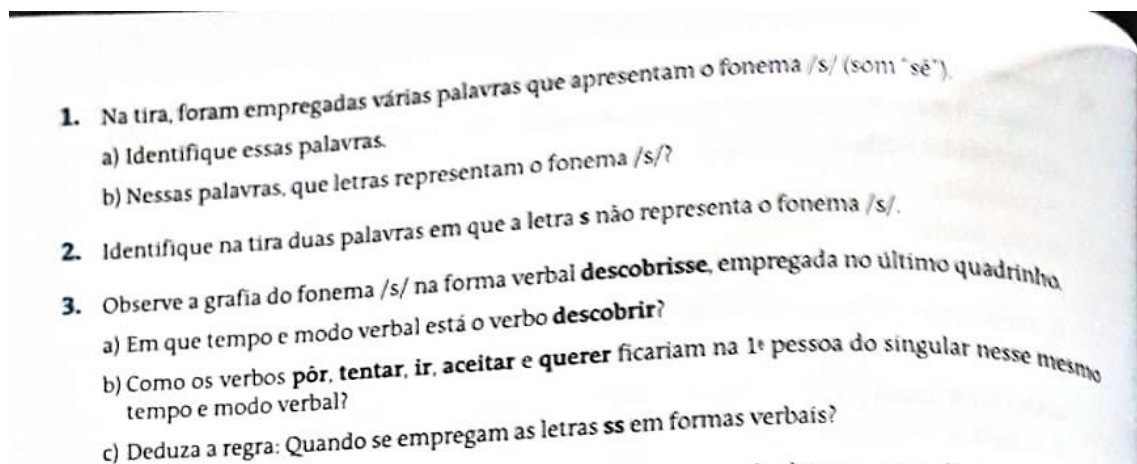 1. Na tira, foram empregadas várias palavras que apresentam o fonema /s/ (som "sê").
a) Identifique essas palavras.
b) Nessas palavras, que letras representam o fonema /s/?
2. Identifique na tira duas palavras em que a letra s não representa o fonema /s/.
3. Observe a grafia do fonema /s/ na forma verbal descobrisse, empregada no último quadrinho.
a) Em que tempo e modo verbal está o verbo descobrir?
b) Como os verbos pôr, tentar, ir, aceitar e querer ficariam na 1ª pessoa do singular nesse mesmo
tempo e modo verbal?
c) Deduza a regra: Quando se empregam as letras ss em formas verbais?